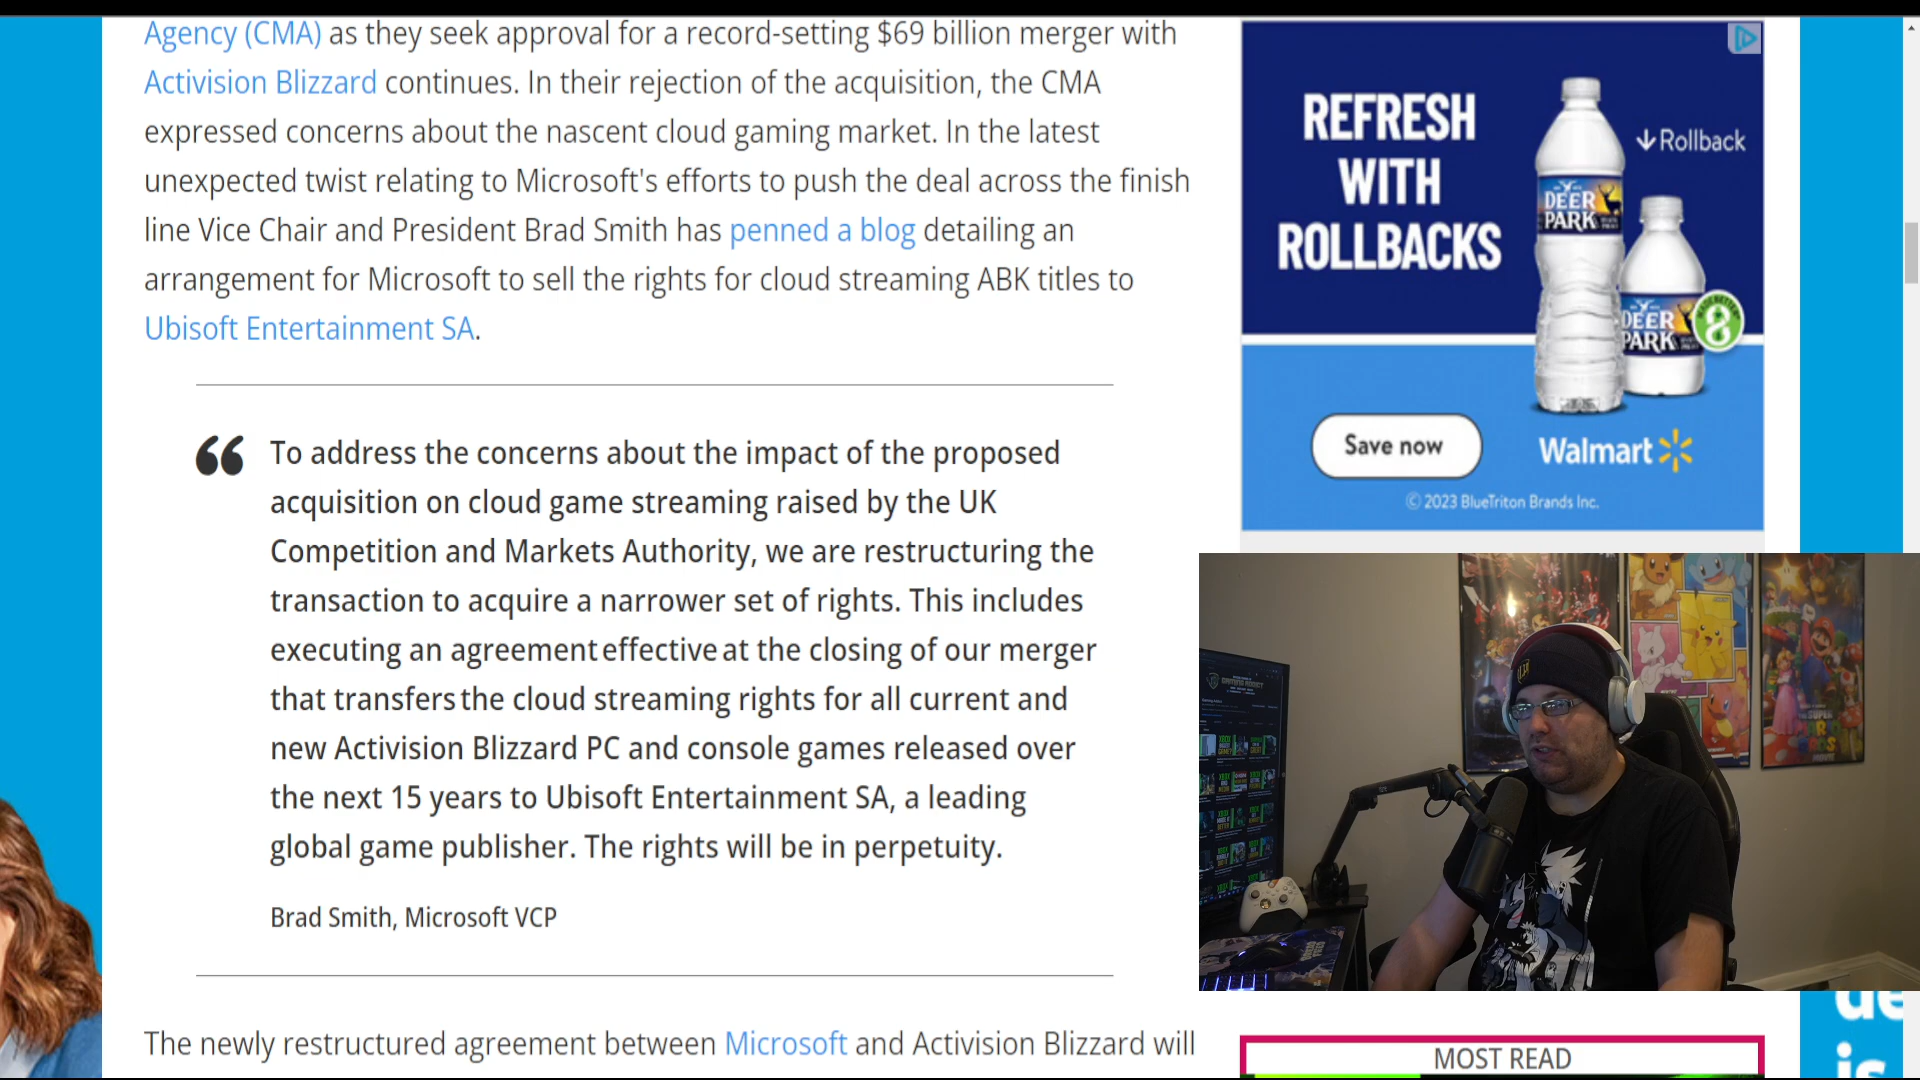 Agency (CMA) as they seek approval for a record-setting $69 billion merger with
Activision Blizzard continues. In their rejection of the acquisition, the CMA
expressed concerns about the nascent cloud gaming market. In the latest
unexpected twist relating to Microsoft's efforts to push the deal across the finish
line Vice Chair and President Brad Smith has penned a blog detailing an
arrangement for Microsoft to sell the rights for cloud streaming ABK titles to
Ubisoft Entertainment SA.
“ To address the concerns about the impact of the proposed
acquisition on cloud game streaming raised by the UK
Competition and Markets Authority, we are restructuring the
transaction to acquire a narrower set of rights. This includes
executing an agreement effective at the closing of our merger
that transfers the cloud streaming rights for all current and
new Activision Blizzard PC and console games released over
the next 15 years to Ubisoft Entertainment SA, a leading
global game publisher. The rights will be in perpetuity.
Brad Smith, Microsoft VCP
The newly restructured agreement between Microsoft and Activision Blizzard will
REFRESH
WITH
ROLLBACKS
Rollback
DEER
PARK
DEER
PARK
Save now
Walmart
© 2023 BlueTriton Brands Inc.
GAMING ADDICT
SUPER
MARIO
BROS
MOST READ
de
is